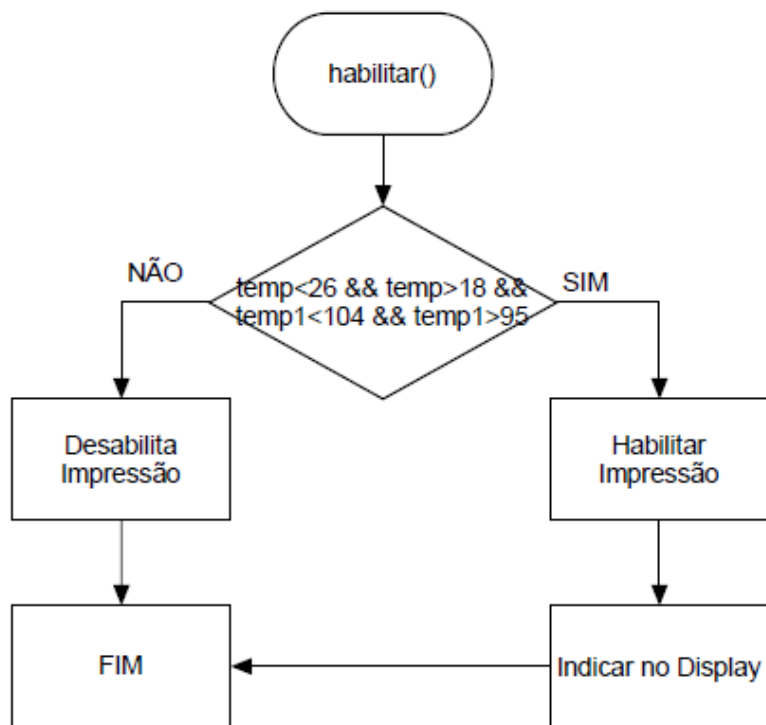 habilitar()
NÃO
temp<26 && temp>18 &&
temp1<104 && temp1>95
SIM
Desabilita
Impressão
Habilitar
Impressão
FIM
Indicar no Display